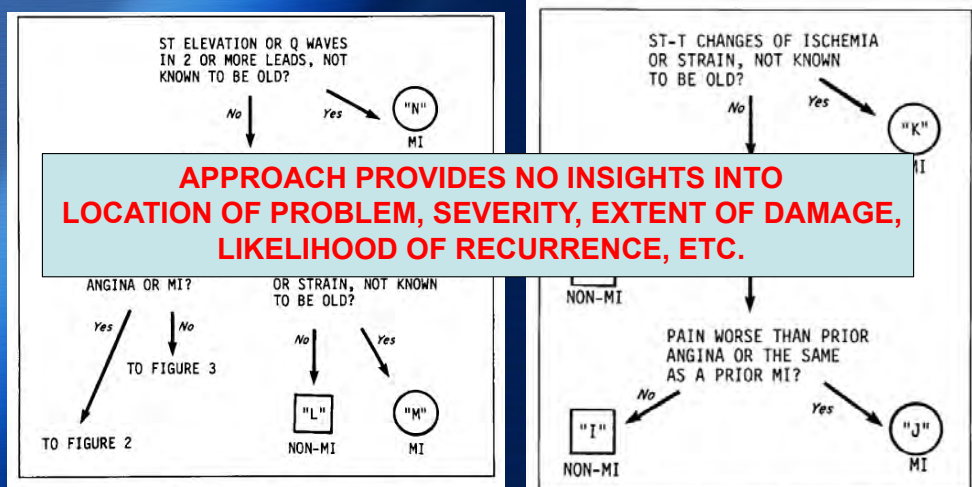 ST ELEVATION OR Q WAVES
IN 2 OR MORE LEADS, NOT
KNOWN TO BE OLD?
No
Yes
"N"
MI
ANGINA OR MI?
OR STRAIN, NOT KNOWN
TO BE OLD?
Yes
No
No
Yes
TO FIGURE 3
"L"
"M"
TO FIGURE 2
NON-MI
MI
ST-T CHANGES OF ISCHEMIA
OR STRAIN, NOT KNOWN
TO BE OLD?
No
Yes
"K"
MI
NON-MI
PAIN WORSE THAN PRIOR
ANGINA OR THE SAME
AS A PRIOR MI?
No
Yes
"I"
"J"
NON-MI
MI
APPROACH PROVIDES NO INSIGHTS INTO
LOCATION OF PROBLEM, SEVERITY, EXTENT OF DAMAGE,
LIKELIHOOD OF RECURRENCE, ETC.